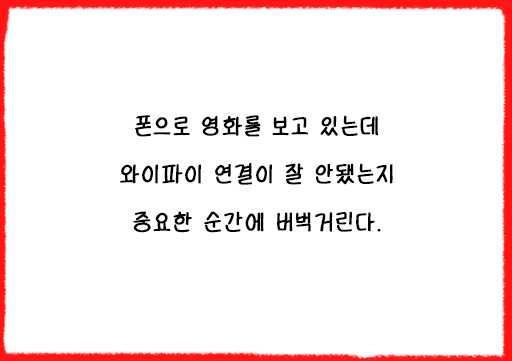 폰으로 영화를 보고 있는데
와이파이 연결이 잘 안됐는지
중요한 순간에 버벅거린다.